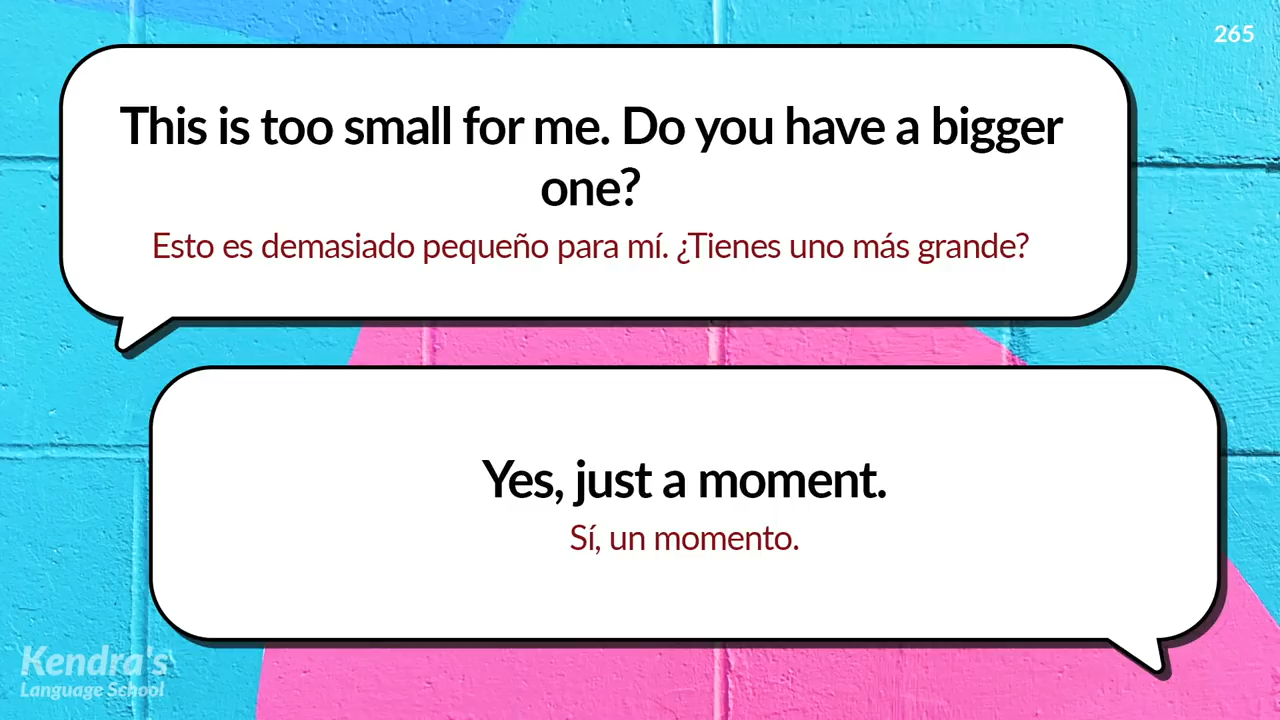 265
This is too small for me. Do you have a bigger
one?
Esto es demasiado pequeño para mí. ¿Tienes uno más grande?
Yes, just a moment.
Sí, un momento.
Kendra's
Language School